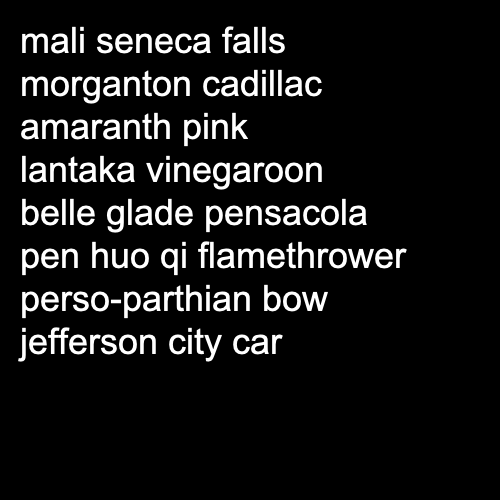 mali seneca falls
morganton cadillac
amaranth pink
lantaka vinegaroon
belle glade pensacola
pen huo qi flamethrower
perso-parthian bow
jefferson city car